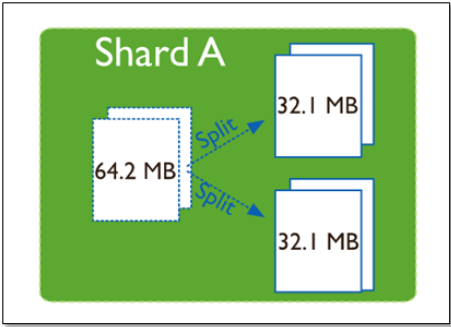 Shard A
64.2 MB
Split
Split
32.1 MB
32.1 MB